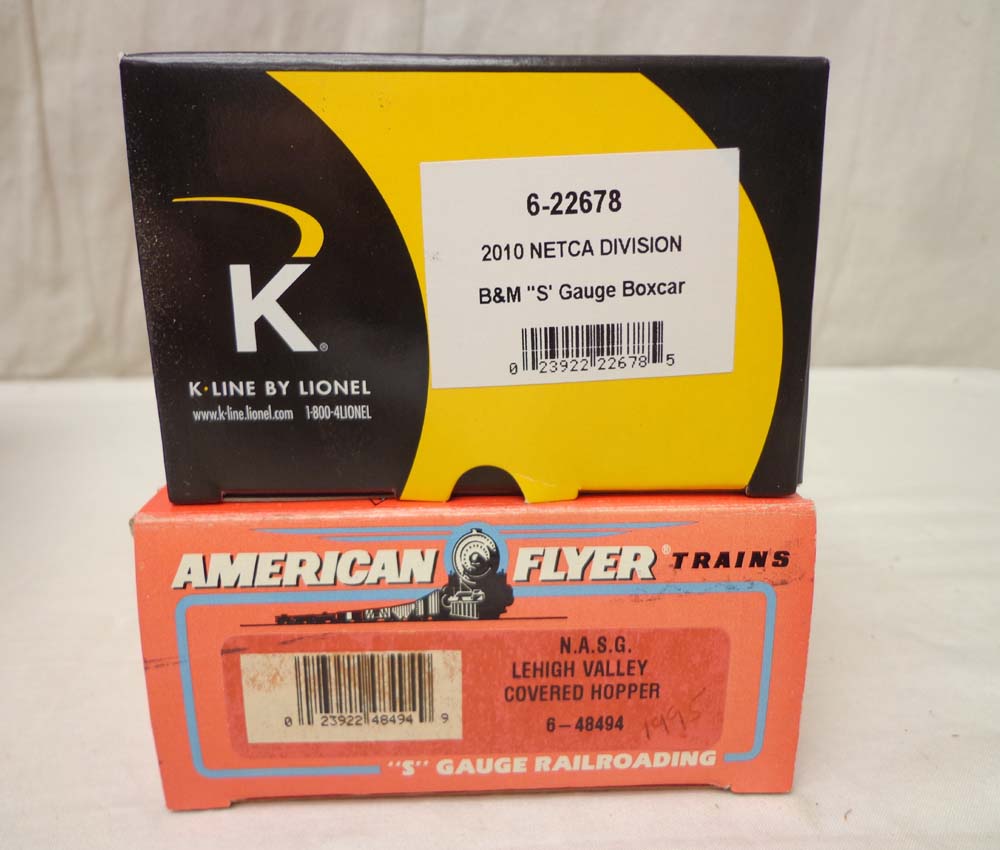 6-22678
2010 NETCA DIVISION
B&M "S' Gauge Boxcar
0 23922 22678 5
K
K·LINE BY LIONEL
www.k-line.lionel.com 1-800-4LIONEL
AMERICAN FLYER® TRAINS
N.A.S.G.
LEHIGH VALLEY
COVERED HOPPER
6-48494 1995
0 23922 48494 9
"S" GAUGE RAILROADING